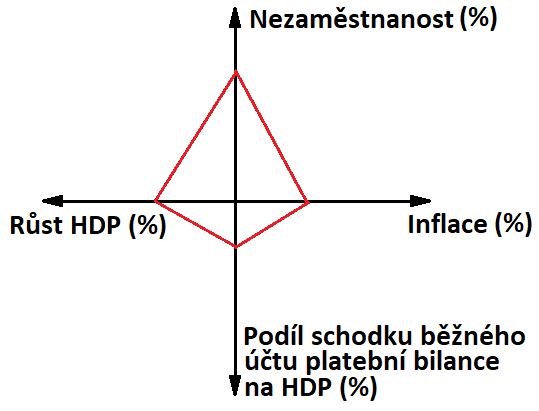 Nezaměstnanost (%)
Růst HDP (%)
Inflace (%)
Podíl schodku běžného
účtu platební bilance
na HDP (%)